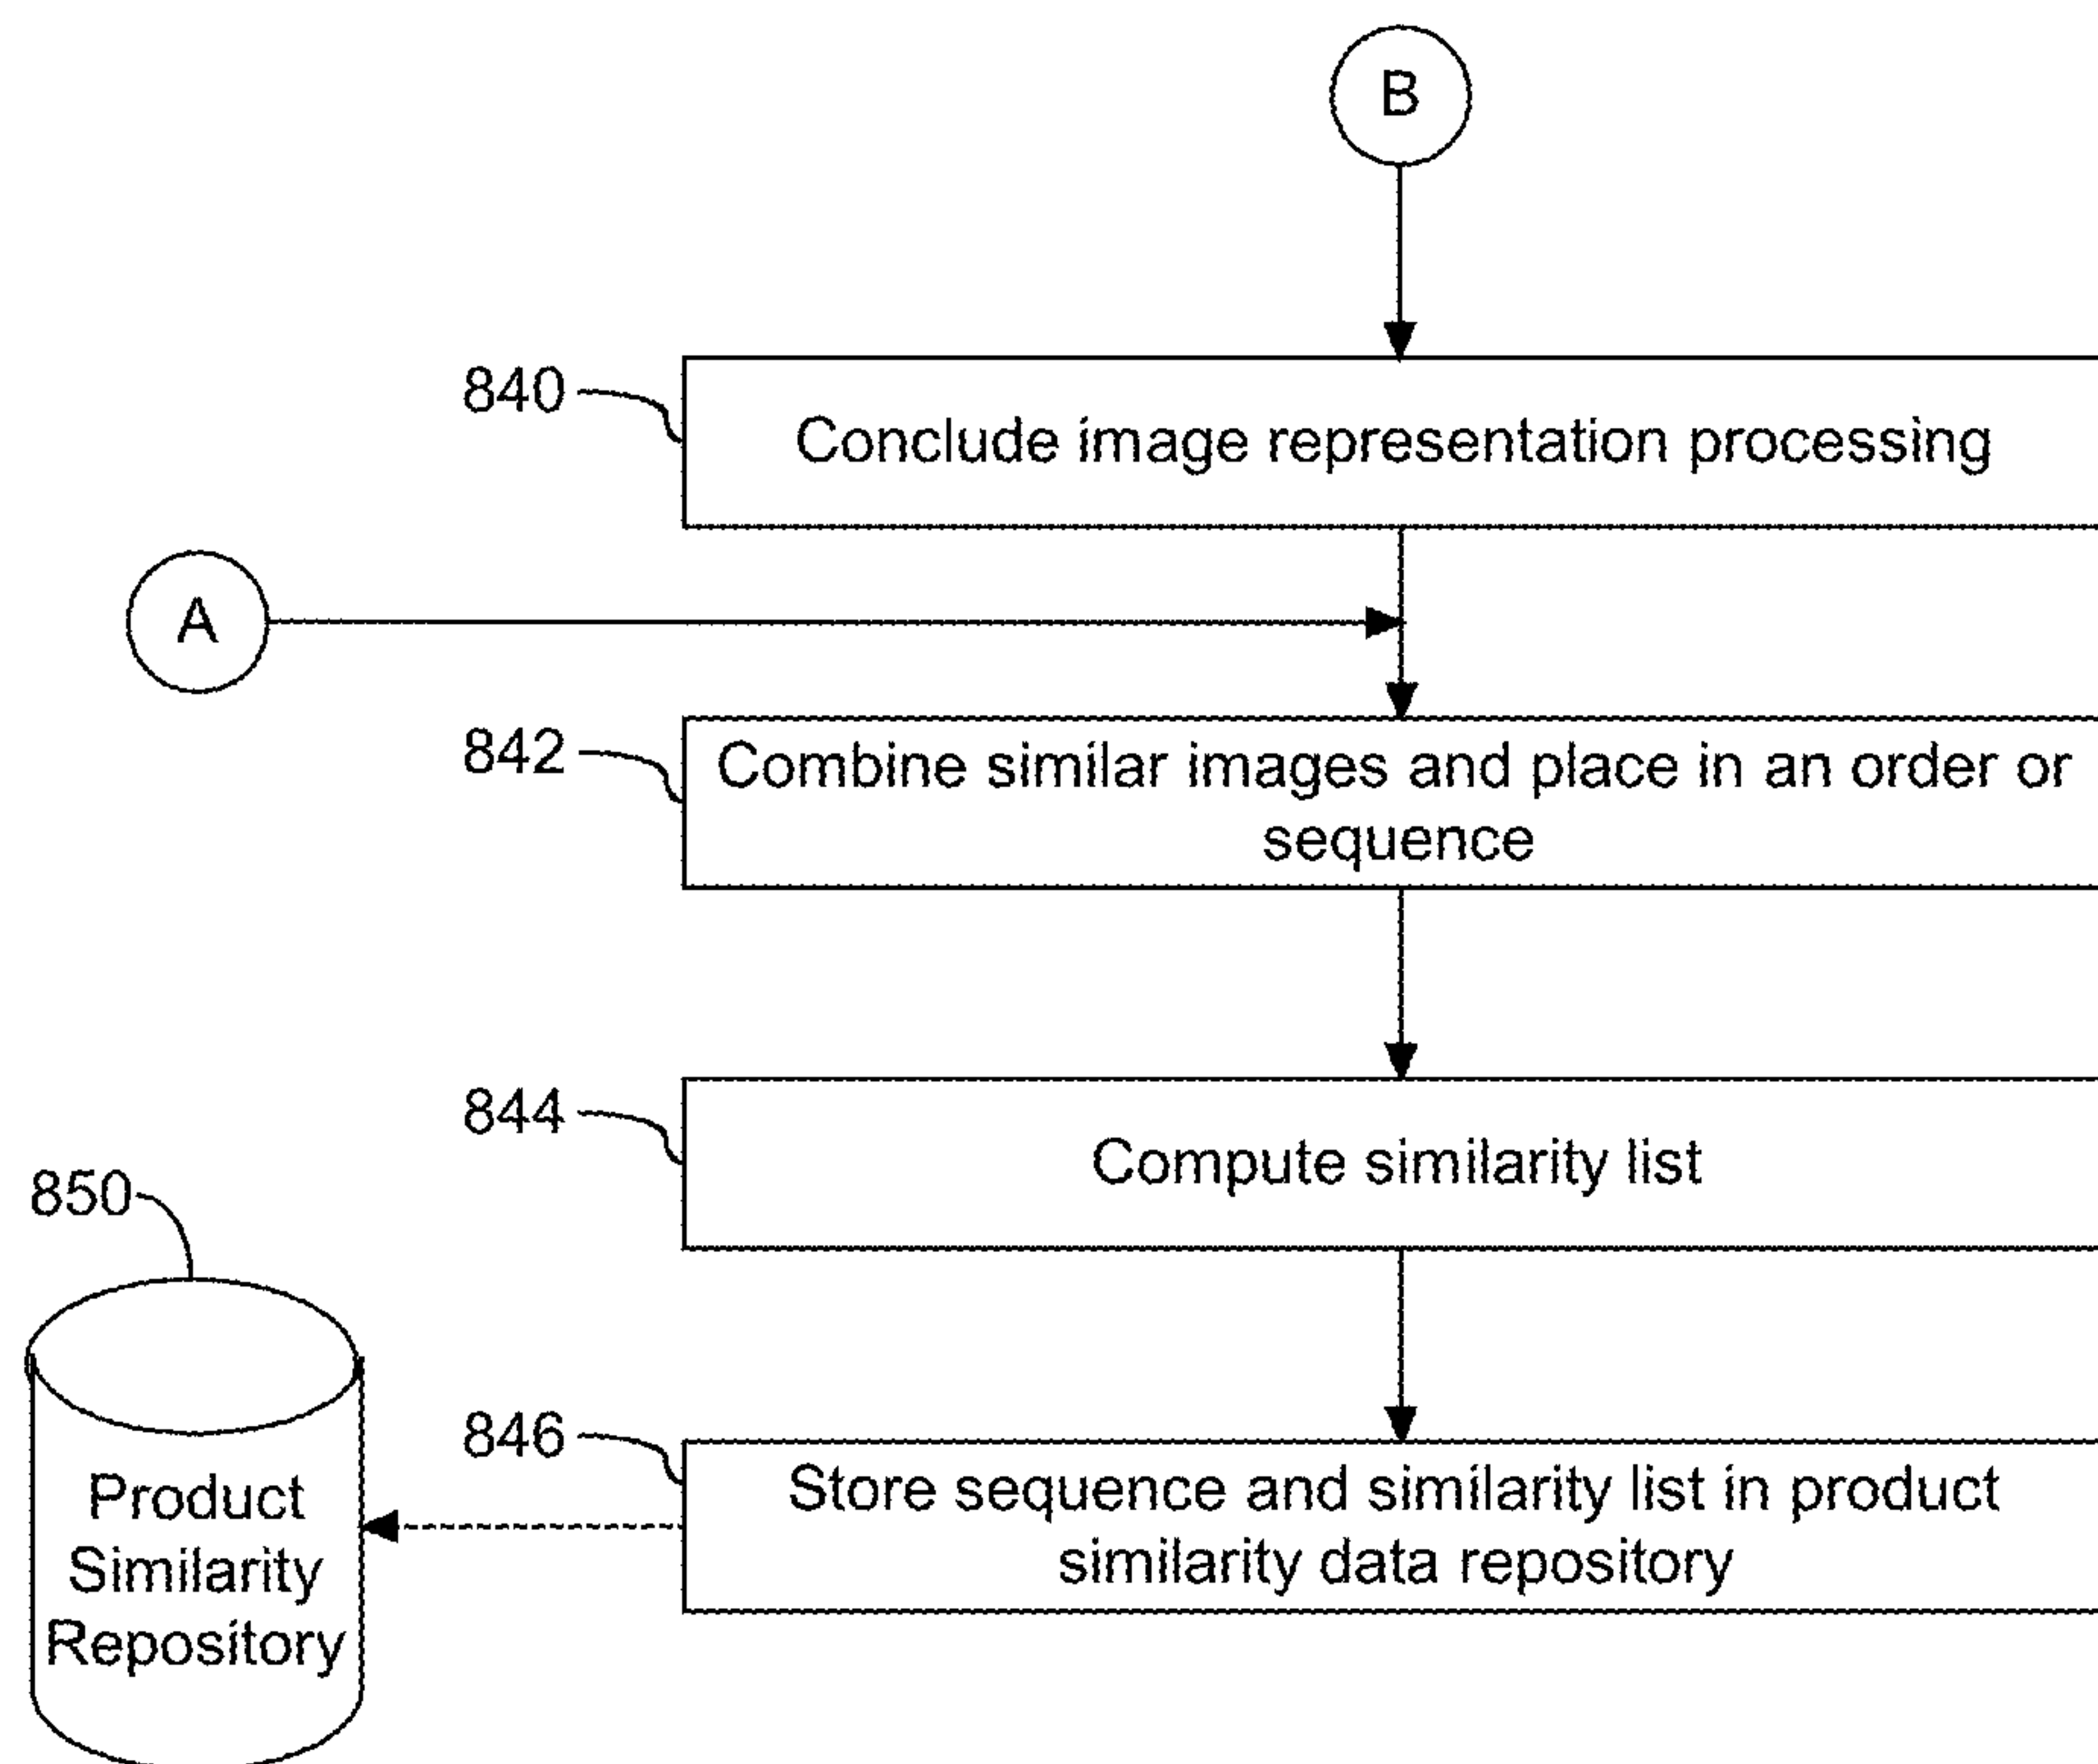 B
840
Conclude image representation processing
A
842
Combine similar images and place in an order or
sequence
844
Compute similarity list
850
846
Store sequence and similarity list in product
similarity data repository
Product
Similarity
Repository